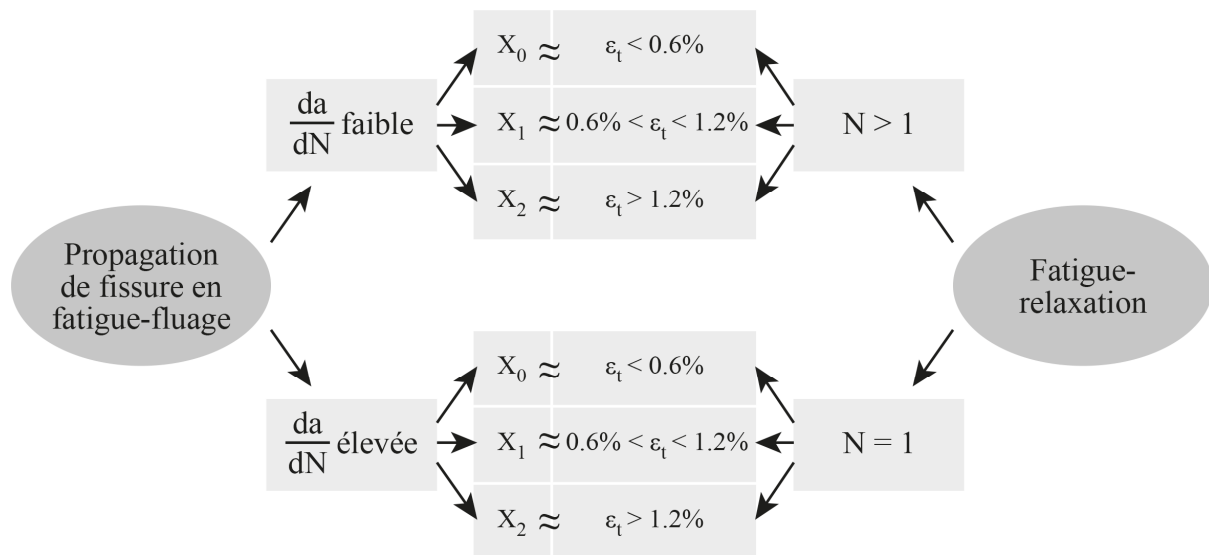 X₀ ≈ εₜ < 0.6%
da
dN faible
X₁ ≈ 0.6% < εₜ < 1.2%
N > 1
X₂ ≈ εₜ > 1.2%
Propagation
de fissure en
fatigue-fluage
Fatigue-
relaxation
X₀ ≈ εₜ < 0.6%
da
dN élevée
X₁ ≈ 0.6% < εₜ < 1.2%
N = 1
X₂ ≈ εₜ > 1.2%